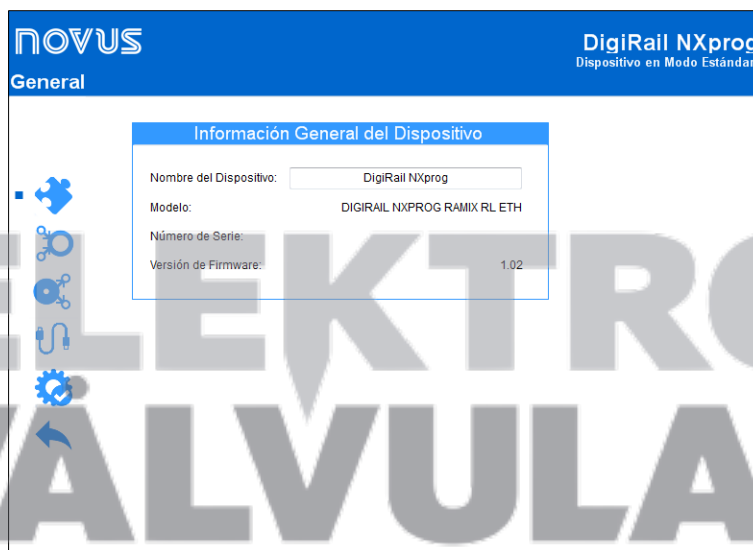 NOVUS
DigiRail NXprog
Dispositivo en Modo Estándar
General
Información General del Dispositivo
Nombre del Dispositivo: DigiRail NXprog
Modelo: DIGIRAIL NXPROG RAMIX RL ETH
Número de Serie:
Versión de Firmware: 1.02
ELEKTRO
VÁLVULA